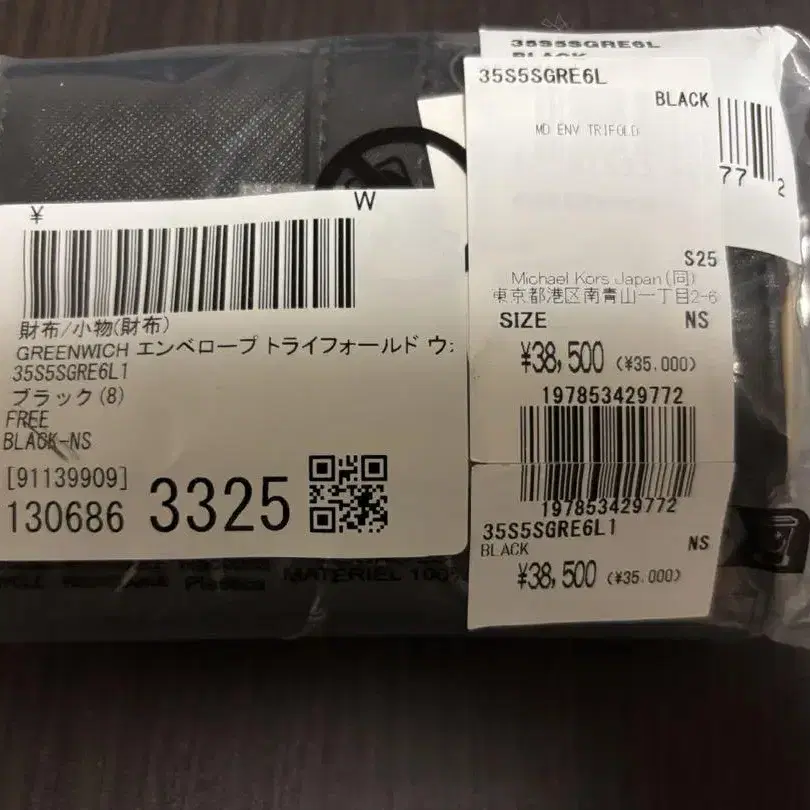 35S5SGRE6L
BLACK
77
2
35S5SGRE6L
BLACK
MD ENV TRIFOLD
S25
Michael Kors Japan(同)
東京都港区南青山一丁目2-6
SIZE NS
¥38,500 (¥35.000)
197853429772
197853429772
35S5SGRE6L1
BLACK NS
¥38,500 (¥35.000)
¥ W
財布/小物(財布)
GREENWICH エンベロープ トライフォールド ウ
35S5SGRE6L1
ブラック(8)
FREE
BLACK-NS
[91139909]
130686 3325
MATERIEL 100